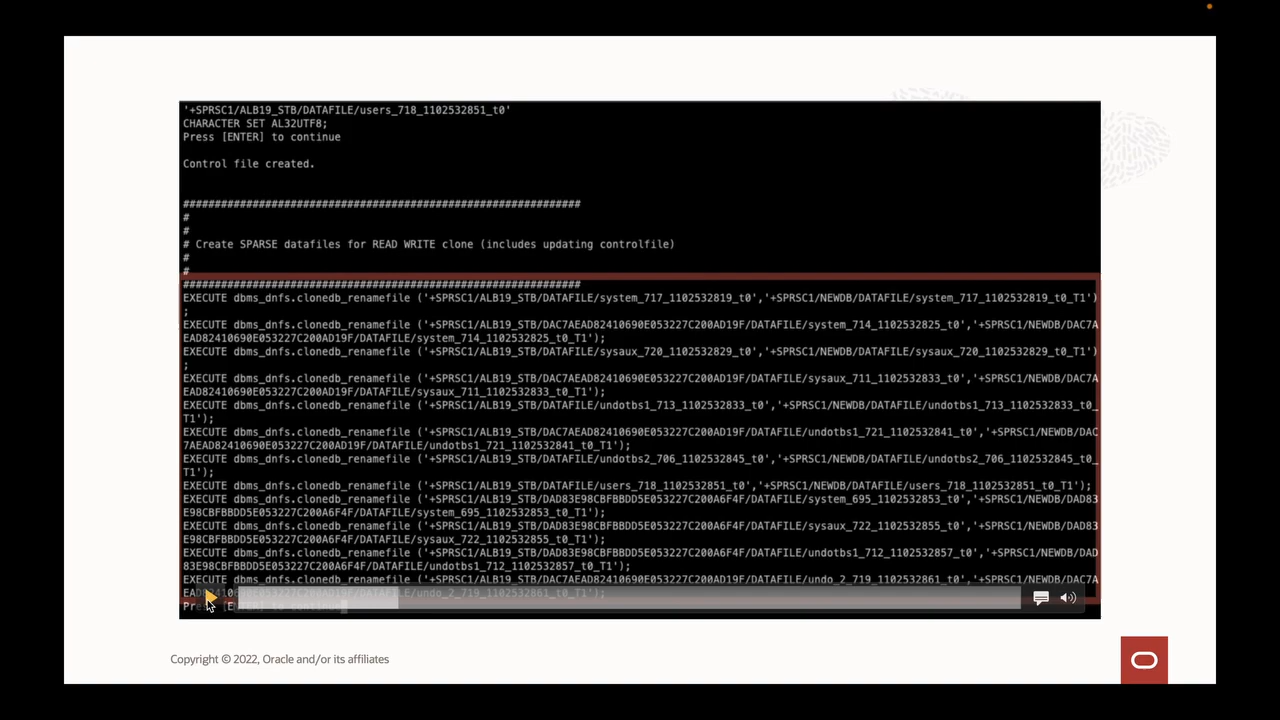 '+SPRSC1/ALB19_STB/DATAFILE/users_718_1102532851_t0'
CHARACTER SET AL32UTF8;
Press [ENTER] to continue
Control file created.
###############################################################
#
#
# Create SPARSE datafiles for READ WRITE clone (includes updating controlfile)
#
#
###############################################################
EXECUTE dbms_dnfs.clonedb_renamefile ('+SPRSC1/ALB19_STB/DATAFILE/system_717_1102532819_t0','+SPRSC1/NEWDB/DATAFILE/system_717_1102532819_t0_T1')
;
EXECUTE dbms_dnfs.clonedb_renamefile ('+SPRSC1/ALB19_STB/DAC7AEAD82410690E053227C200AD19F/DATAFILE/system_714_1102532825_t0','+SPRSC1/NEWDB/DAC7A
EAD82410690E053227C200AD19F/DATAFILE/system_714_1102532825_t0_T1');
EXECUTE dbms_dnfs.clonedb_renamefile ('+SPRSC1/ALB19_STB/DATAFILE/sysaux_720_1102532829_t0','+SPRSC1/NEWDB/DATAFILE/sysaux_720_1102532829_t0_T1')
;
EXECUTE dbms_dnfs.clonedb_renamefile ('+SPRSC1/ALB19_STB/DAC7AEAD82410690E053227C200AD19F/DATAFILE/sysaux_711_1102532833_t0','+SPRSC1/NEWDB/DAC7A
EAD82410690E053227C200AD19F/DATAFILE/sysaux_711_1102532833_t0_T1');
EXECUTE dbms_dnfs.clonedb_renamefile ('+SPRSC1/ALB19_STB/DATAFILE/undotbs1_713_1102532833_t0','+SPRSC1/NEWDB/DATAFILE/undotbs1_713_1102532833_t0_
T1');
EXECUTE dbms_dnfs.clonedb_renamefile ('+SPRSC1/ALB19_STB/DAC7AEAD82410690E053227C200AD19F/DATAFILE/undotbs1_721_1102532841_t0','+SPRSC1/NEWDB/DAC
7AEAD82410690E053227C200AD19F/DATAFILE/undotbs1_721_1102532841_t0_T1');
EXECUTE dbms_dnfs.clonedb_renamefile ('+SPRSC1/ALB19_STB/DATAFILE/undotbs2_706_1102532845_t0','+SPRSC1/NEWDB/DATAFILE/undotbs2_706_1102532845_t0_
T1');
EXECUTE dbms_dnfs.clonedb_renamefile ('+SPRSC1/ALB19_STB/DATAFILE/users_718_1102532851_t0','+SPRSC1/NEWDB/DATAFILE/users_718_1102532851_t0_T1');
EXECUTE dbms_dnfs.clonedb_renamefile ('+SPRSC1/ALB19_STB/DAD83E98CBFBBDD5E053227C200A6F4F/DATAFILE/system_695_1102532853_t0','+SPRSC1/NEWDB/DAD83
E98CBFBBDD5E053227C200A6F4F/DATAFILE/system_695_1102532853_t0_T1');
EXECUTE dbms_dnfs.clonedb_renamefile ('+SPRSC1/ALB19_STB/DAD83E98CBFBBDD5E053227C200A6F4F/DATAFILE/sysaux_722_1102532855_t0','+SPRSC1/NEWDB/DAD83
E98CBFBBDD5E053227C200A6F4F/DATAFILE/sysaux_722_1102532855_t0_T1');
EXECUTE dbms_dnfs.clonedb_renamefile ('+SPRSC1/ALB19_STB/DAD83E98CBFBBDD5E053227C200A6F4F/DATAFILE/undotbs1_712_1102532857_t0','+SPRSC1/NEWDB/DAD
83E98CBFBBDD5E053227C200A6F4F/DATAFILE/undotbs1_712_1102532857_t0_T1');
EXECUTE dbms_dnfs.clonedb_renamefile ('+SPRSC1/ALB19_STB/DAC7AEAD82410690E053227C200AD19F/DATAFILE/undo_2_719_1102532861_t0','+SPRSC1/NEWDB/DAC7A
EAD82410690E053227C200AD19F/DATAFILE/undo_2_719_1102532861_t0_T1');
Press [ENTER] to continue
Copyright © 2022, Oracle and/or its affiliates